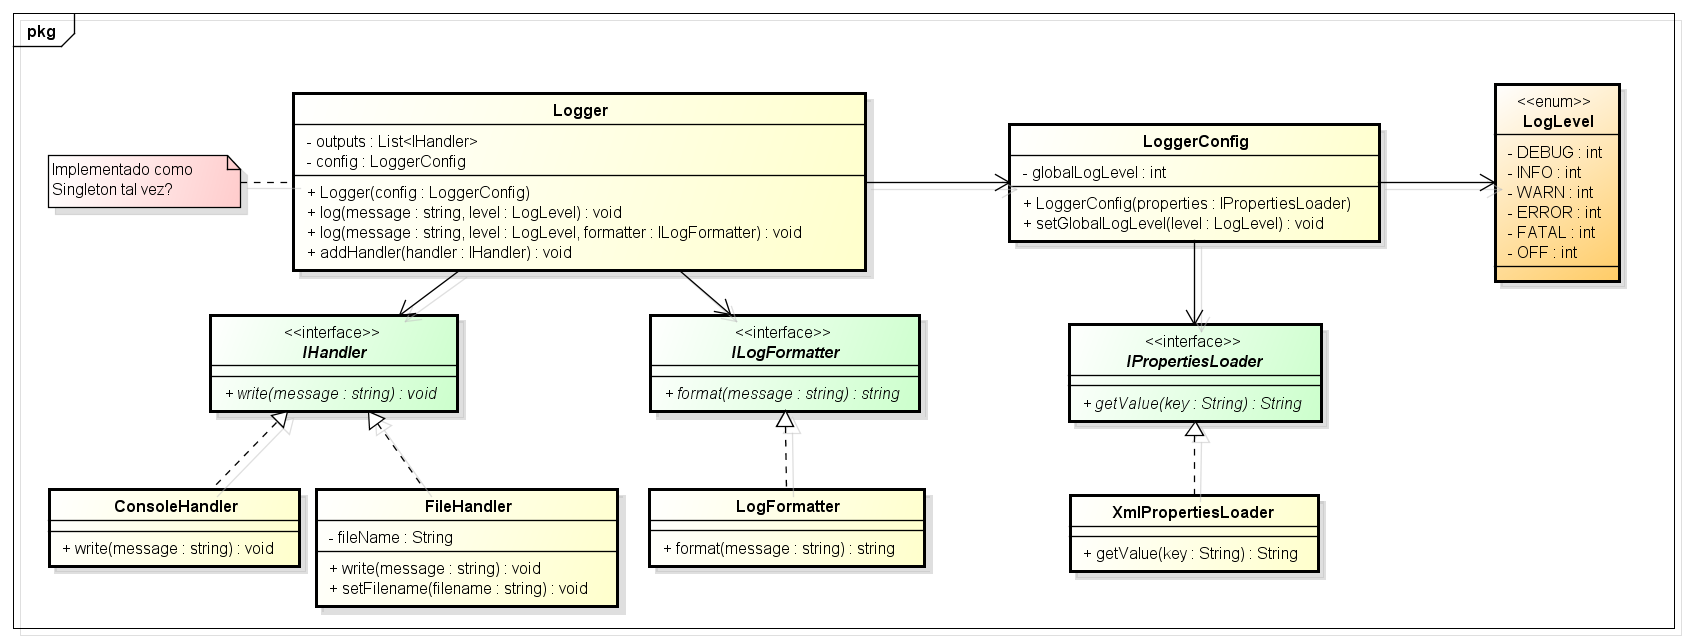 pkg
Implementado como
Singleton tal vez?
Logger
- outputs : List<IHandler>
- config : LoggerConfig
+ Logger(config : LoggerConfig)
+ log(message : string, level : LogLevel) : void
+ log(message : string, level : LogLevel, formatter : ILogFormatter) : void
+ addHandler(handler : IHandler) : void
LoggerConfig
- globalLogLevel : int
+ LoggerConfig(properties : IPropertiesLoader)
+ setGlobalLogLevel(level : LogLevel) : void
<<enum>>
LogLevel
- DEBUG : int
- INFO : int
- WARN : int
- ERROR : int
- FATAL : int
- OFF : int
<<interface>>
IHandler
+ write(message : string) : void
<<interface>>
ILogFormatter
+ format(message : string) : string
<<interface>>
IPropertiesLoader
+ getValue(key : String) : String
ConsoleHandler
+ write(message : string) : void
FileHandler
- fileName : String
+ write(message : string) : void
+ setFilename(filename : string) : void
LogFormatter
+ format(message : string) : string
XmlPropertiesLoader
+ getValue(key : String) : String